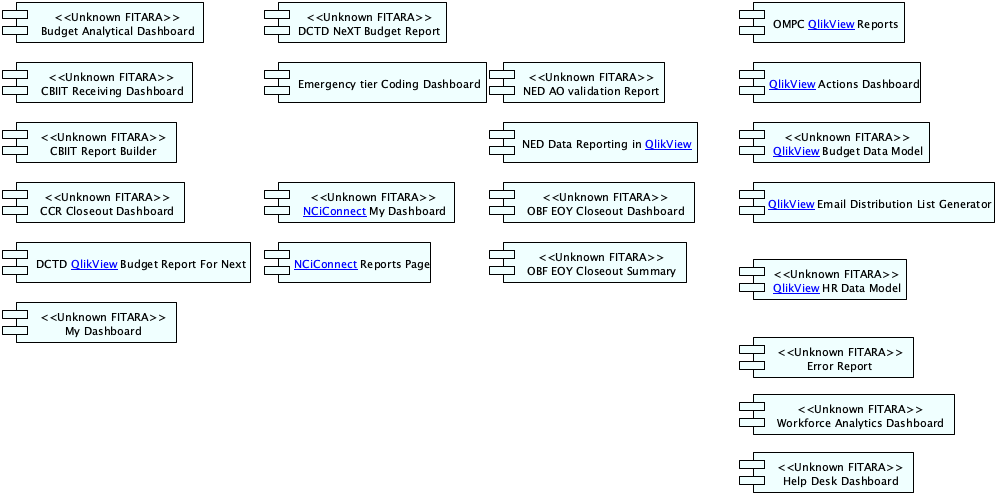 <<Unknown FITARA>>
Budget Analytical Dashboard
<<Unknown FITARA>>
DCTD NeXT Budget Report
OMPC QlikView Reports
<<Unknown FITARA>>
CBIIT Receiving Dashboard
Emergency tier Coding Dashboard
<<Unknown FITARA>>
NED AO validation Report
QlikView Actions Dashboard
<<Unknown FITARA>>
CBIIT Report Builder
NED Data Reporting in QlikView
<<Unknown FITARA>>
QlikView Budget Data Model
<<Unknown FITARA>>
CCR Closeout Dashboard
<<Unknown FITARA>>
NCiConnect My Dashboard
<<Unknown FITARA>>
OBF EOY Closeout Dashboard
QlikView Email Distribution List Generator
DCTD QlikView Budget Report For Next
NCiConnect Reports Page
<<Unknown FITARA>>
OBF EOY Closeout Summary
<<Unknown FITARA>>
QlikView HR Data Model
<<Unknown FITARA>>
My Dashboard
<<Unknown FITARA>>
Error Report
<<Unknown FITARA>>
Workforce Analytics Dashboard
<<Unknown FITARA>>
Help Desk Dashboard